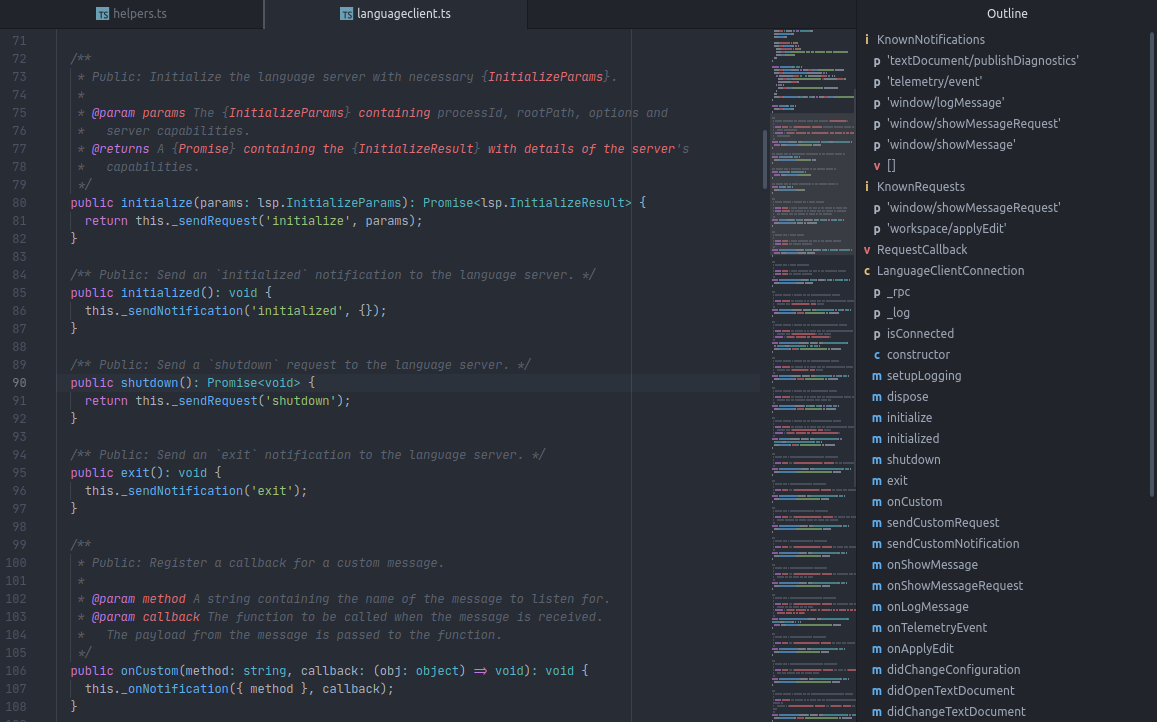 TS helpers.ts
TS languageclient.ts
Outline
71
72 /**
73 * Public: Initialize the language server with necessary {InitializeParams}.
74 *
75 * @param params The {InitializeParams} containing processId, rootPath, options and
76 *   server capabilities.
77 * @returns A {Promise} containing the {InitializeResult} with details of the server's
78 *   capabilities.
79 */
80 public initialize(params: lsp.InitializeParams): Promise<lsp.InitializeResult> {
81   return this._sendRequest('initialize', params);
82 }
83
84 /** Public: Send an `initialized` notification to the language server. */
85 public initialized(): void {
86   this._sendNotification('initialized', {});
87 }
88
89 /** Public: Send a `shutdown` request to the language server. */
90 public shutdown(): Promise<void> {
91   return this._sendRequest('shutdown');
92 }
93
94 /** Public: Send an `exit` notification to the language server. */
95 public exit(): void {
96   this._sendNotification('exit');
97 }
98
99 /**
100 * Public: Register a callback for a custom message.
101 *
102 * @param method A string containing the name of the message to listen for.
103 * @param callback The function to be called when the message is received.
104 *   The payload from the message is passed to the function.
105 */
106 public onCustom(method: string, callback: (obj: object) => void): void {
107   this._onNotification({ method }, callback);
108 }
i KnownNotifications
p 'textDocument/publishDiagnostics'
p 'telemetry/event'
p 'window/logMessage'
p 'window/showMessageRequest'
p 'window/showMessage'
v []
i KnownRequests
p 'window/showMessageRequest'
p 'workspace/applyEdit'
v RequestCallback
c LanguageClientConnection
p _rpc
p _log
p isConnected
c constructor
m setupLogging
m dispose
m initialize
m initialized
m shutdown
m exit
m onCustom
m sendCustomRequest
m sendCustomNotification
m onShowMessage
m onShowMessageRequest
m onLogMessage
m onTelemetryEvent
m onApplyEdit
m didChangeConfiguration
m didOpenTextDocument
m didChangeTextDocument